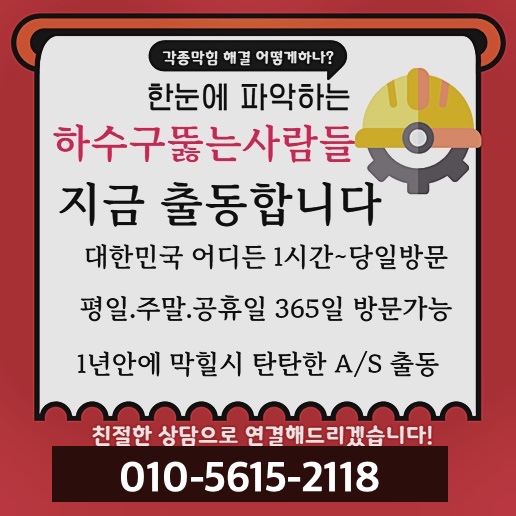 각종막힘 해결 어떻게하나?
한눈에 파악하는
하수구뚫는사람들
지금 출동합니다
대한민국 어디든 1시간~당일방문
평일.주말.공휴일 365일 방문가능
1년안에 막힐시 탄탄한 A/S 출동
친절한 상담으로 연결해드리겠습니다!
010-5615-2118